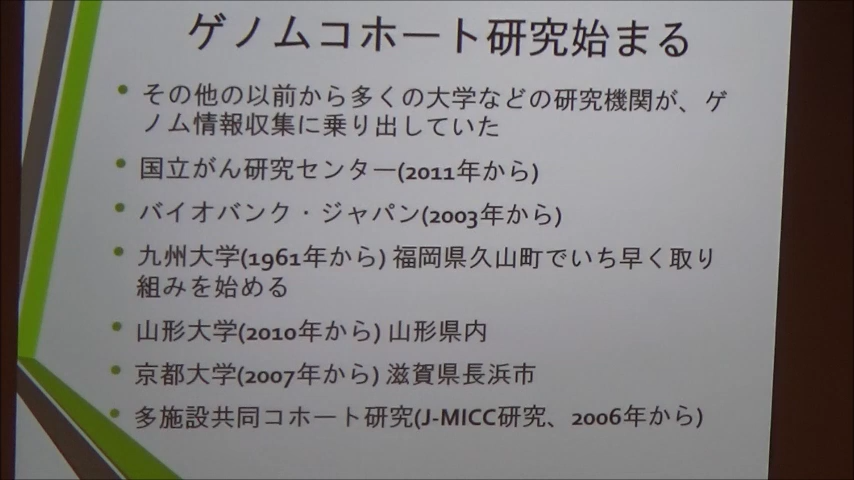 ゲノムコホート研究始まる
その他の以前から多くの大学などの研究機関が、ゲ
ノム情報収集に乗り出していた
国立がん研究センター(2011年から)
バイオバンク・ジャパン(2003年から)
九州大学(1961年から) 福岡県久山町でいち早く取り
組みを始める
山形大学(2010年から) 山形県内
京都大学(2007年から) 滋賀県長浜市
多施設共同コホート研究(J-MICC研究、2006年から)